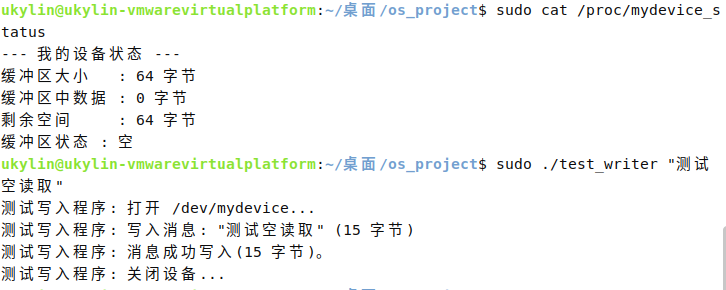 ukylin@ukylin-vmwarevirtualplatform:~/桌面/os_project$ sudo cat /proc/mydevice_s
tatus
--- 我的设备状态 ---
缓冲区大小   : 64 字节
缓冲区中数据 : 0 字节
剩余空间     : 64 字节
缓冲区状态 : 空
ukylin@ukylin-vmwarevirtualplatform:~/桌面/os_project$ sudo ./test_writer "测试
空读取"
测试写入程序: 打开 /dev/mydevice...
测试写入程序: 写入消息: "测试空读取" (15 字节)
测试写入程序: 消息成功写入(15 字节)。
测试写入程序: 关闭设备...